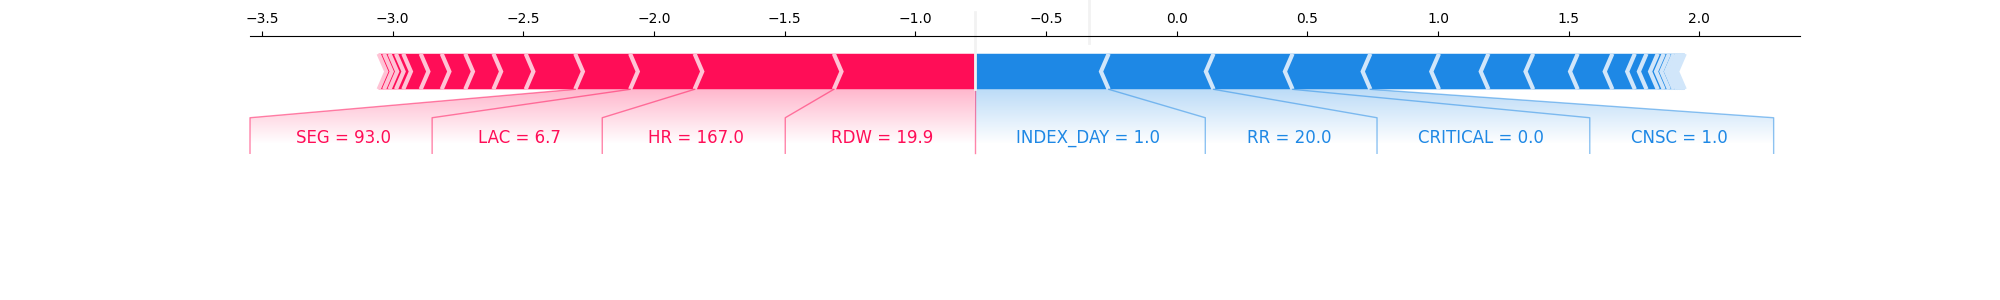 −3.5 −3.0 −2.5 −2.0 −1.5 −1.0 −0.5 0.0 0.5 1.0 1.5 2.0
SEG = 93.0 LAC = 6.7 HR = 167.0 RDW = 19.9 INDEX_DAY = 1.0 RR = 20.0 CRITICAL = 0.0 CNSC = 1.0